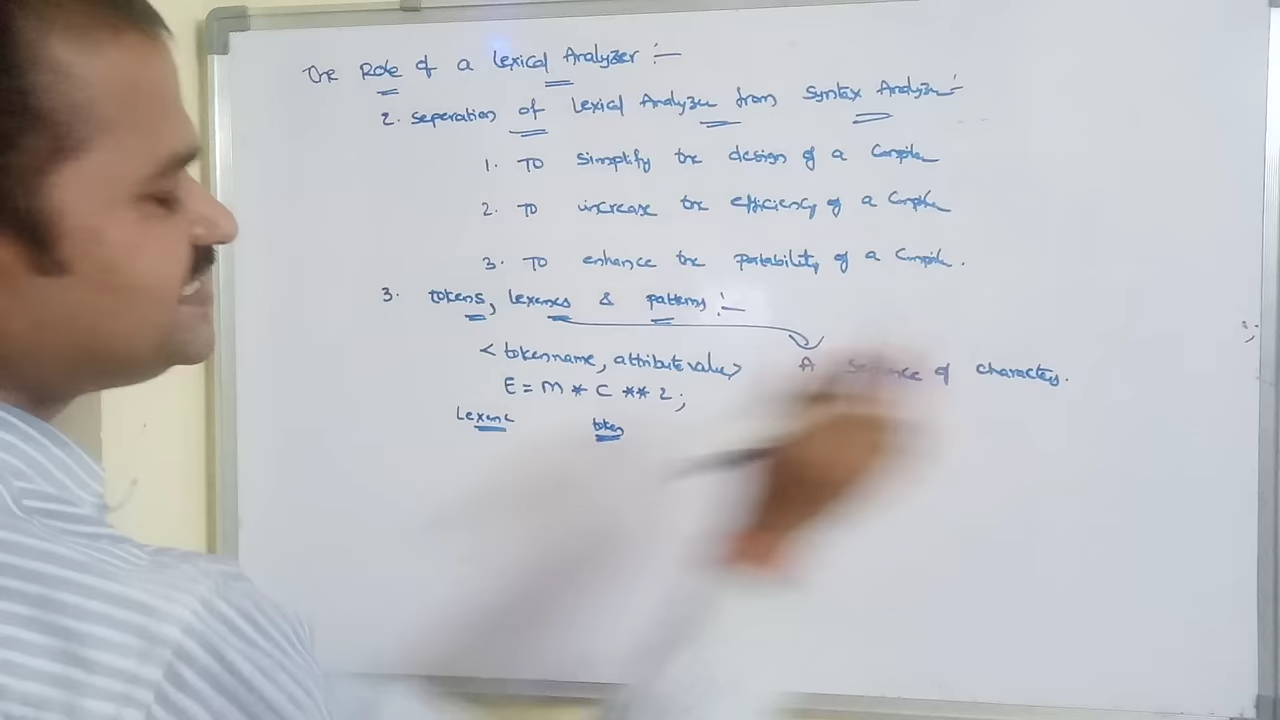 The Role of a Lexical Analyzer :-
2. Seperation of Lexical Analyzer from Syntax Analyzer :-
1. To simplify the design of a Compiler
2. To increase the efficiency of a Compiler
3. To enhance the portability of a Compiler.
3. tokens, lexemes & patterns :-
< tokenname, attributevalue> A sequence of characters.
E = M * C ** 2 ;
Lexeme token